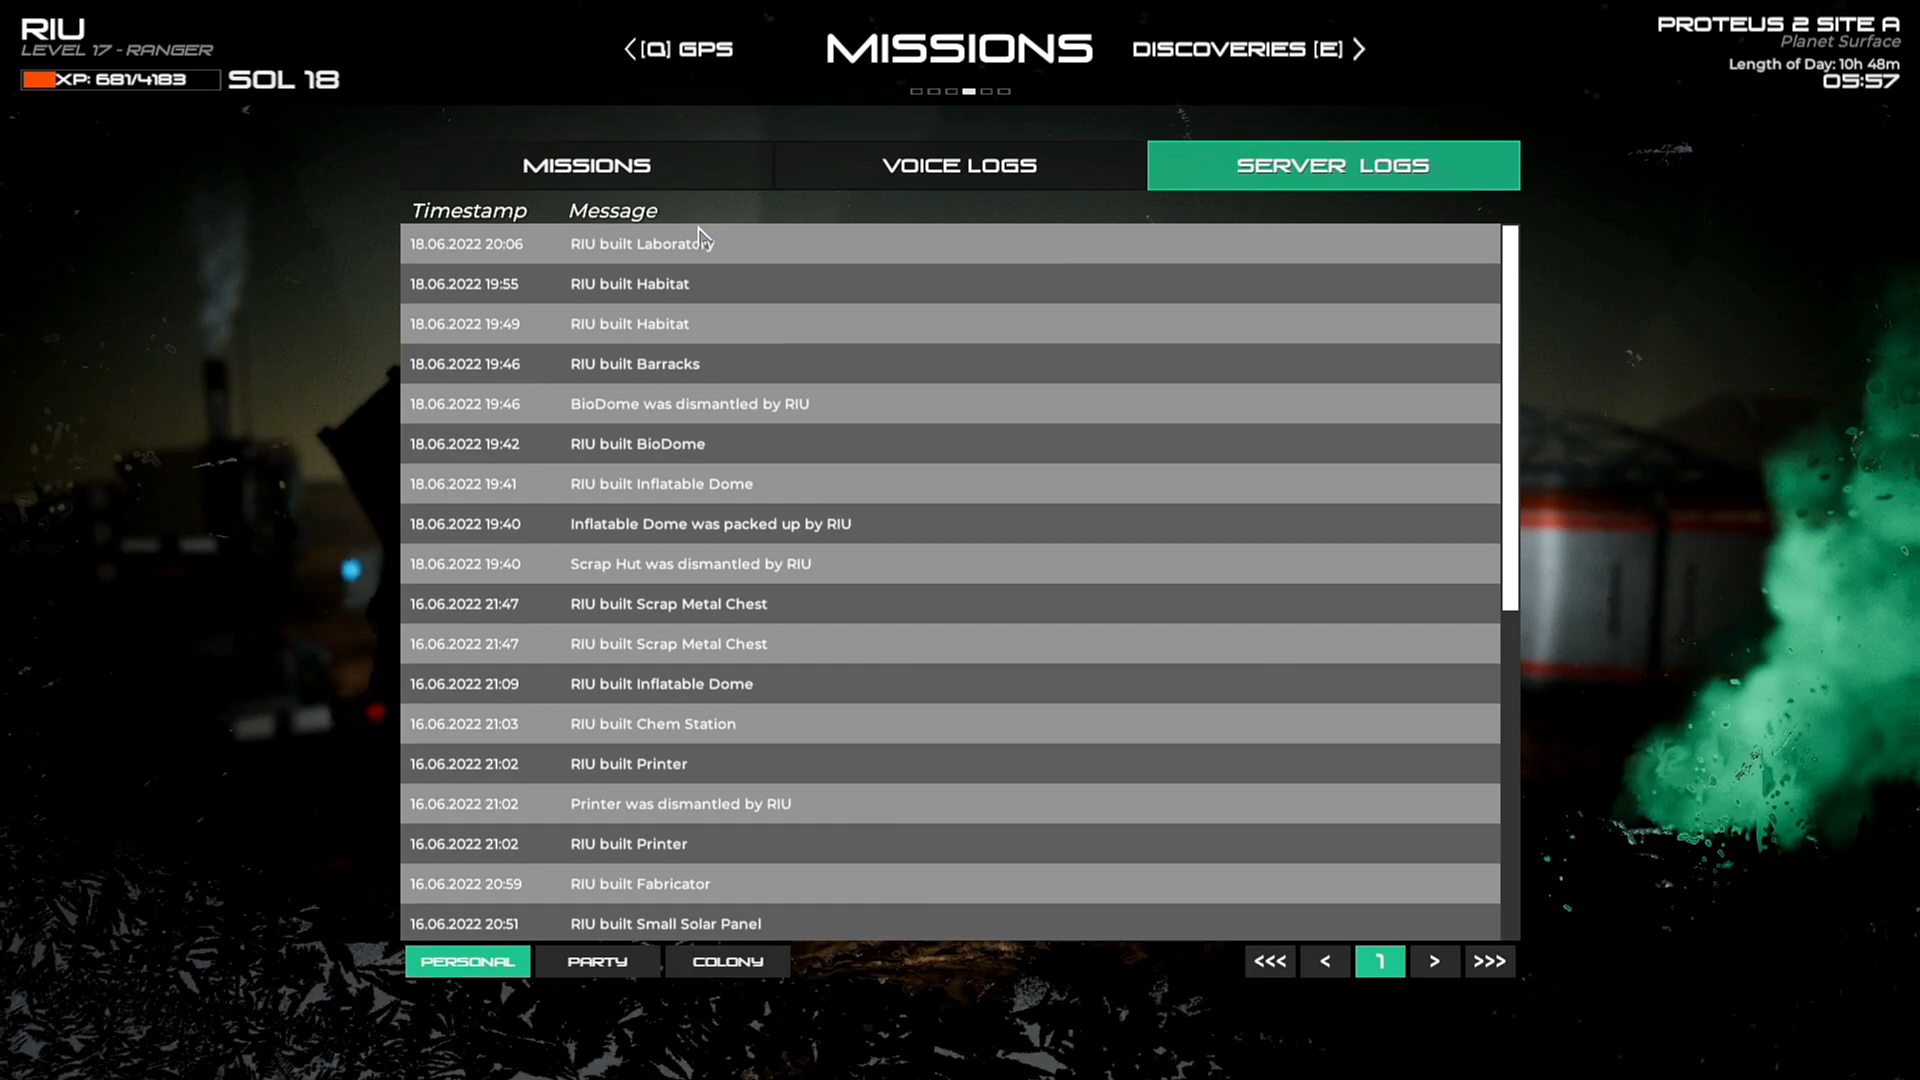 RIU
LEVEL 17 - RANGER
XP: 681/4183 SOL 18
[Q] GPS
MISSIONS
DISCOVERIES [E]
PROTEUS 2 SITE A
Planet Surface
Length of Day: 10h 48m
05:57
MISSIONS VOICE LOGS SERVER LOGS
Timestamp Message
18.06.2022 20:06 RIU built Laboratory
18.06.2022 19:55 RIU built Habitat
18.06.2022 19:49 RIU built Habitat
18.06.2022 19:46 RIU built Barracks
18.06.2022 19:46 BioDome was dismantled by RIU
18.06.2022 19:42 RIU built BioDome
18.06.2022 19:41 RIU built Inflatable Dome
18.06.2022 19:40 Inflatable Dome was packed up by RIU
18.06.2022 19:40 Scrap Hut was dismantled by RIU
16.06.2022 21:47 RIU built Scrap Metal Chest
16.06.2022 21:47 RIU built Scrap Metal Chest
16.06.2022 21:09 RIU built Inflatable Dome
16.06.2022 21:03 RIU built Chem Station
16.06.2022 21:02 RIU built Printer
16.06.2022 21:02 Printer was dismantled by RIU
16.06.2022 21:02 RIU built Printer
16.06.2022 20:59 RIU built Fabricator
16.06.2022 20:51 RIU built Small Solar Panel
PERSONAL PARTY COLONY <<< < 1 > >>>